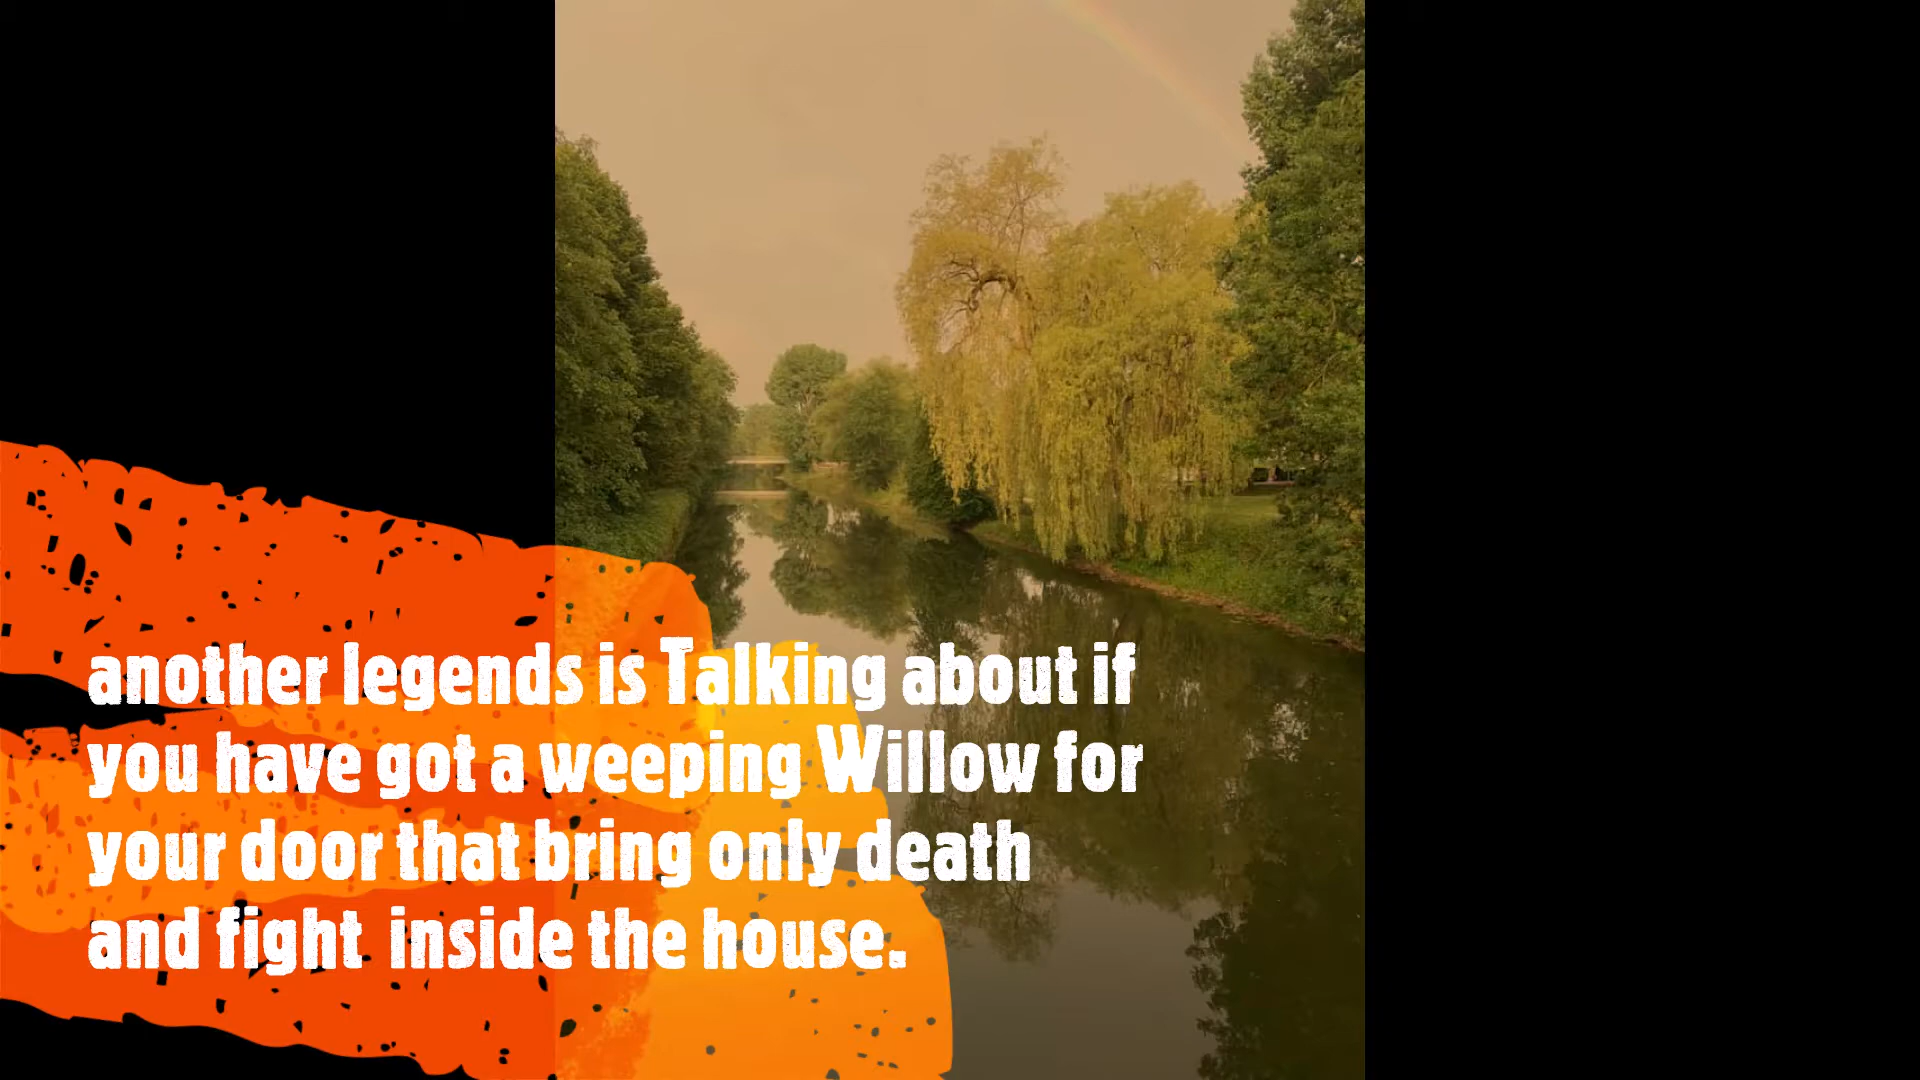 another legends is Talking about if
you have got a weeping Willow for
your door that bring only death
and fight  inside the house.